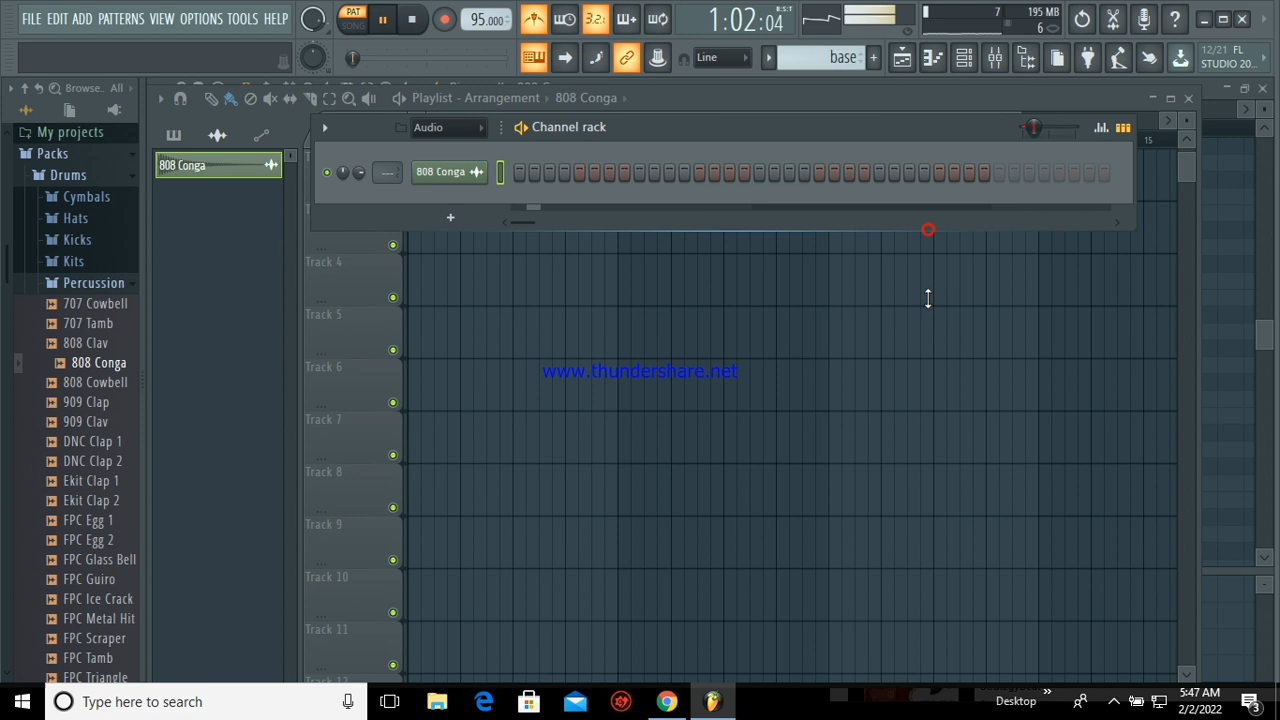 FILE EDIT ADD PATTERNS VIEW OPTIONS TOOLS HELP
PAT
SONG
95.000
3.2.
1:02:04
B:S:T
7
195 MB
6
Line
base
12/21 FL
STUDIO 20...
Browse.. All
Playlist - Arrangement
808 Conga
My projects
Packs
Drums
Cymbals
Hats
Kicks
Kits
Percussion
707 Cowbell
707 Tamb
808 Clav
808 Conga
808 Cowbell
909 Clap
909 Clav
DNC Clap 1
DNC Clap 2
Ekit Clap 1
Ekit Clap 2
FPC Egg 1
FPC Egg 2
FPC Glass Bell
FPC Guiro
FPC Ice Crack
FPC Metal Hit
FPC Scraper
FPC Tamb
FPC Triangle
808 Conga
Audio
Channel rack
15
808 Conga
Track 4
Track 5
Track 6
Track 7
Track 8
Track 9
Track 10
Track 11
www.thundershare.net
Type here to search
Desktop
5:47 AM
2/2/2022
3